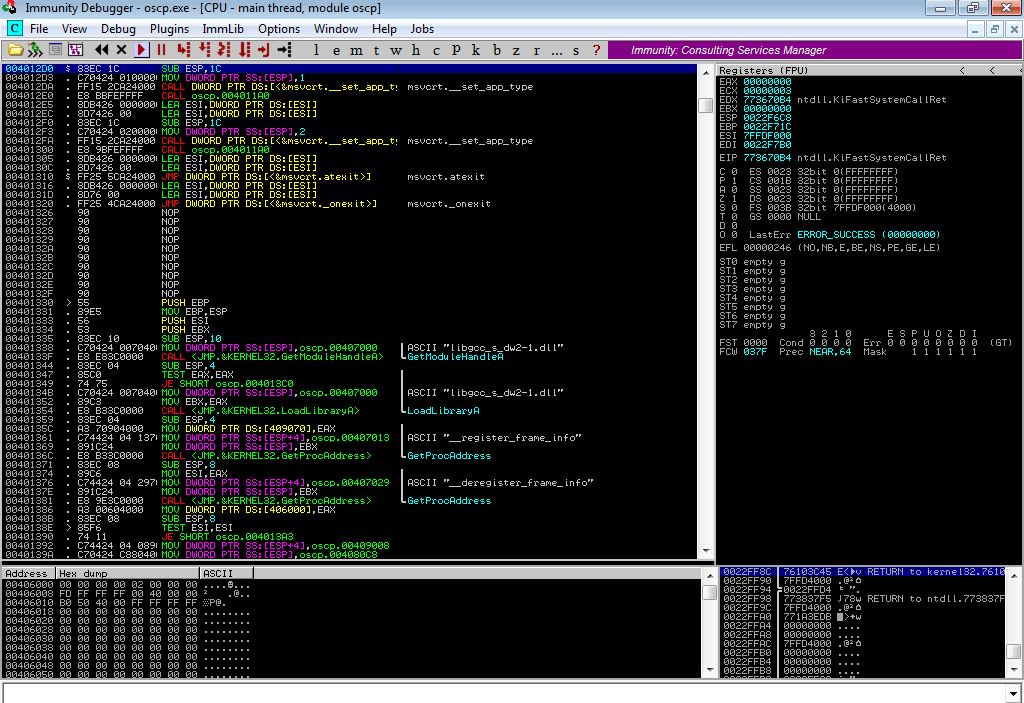 Immunity Debugger - oscp.exe - [CPU - main thread, module oscp]
C File View Debug Plugins ImmLib Options Window Help Jobs
l e m t w h c P k b z r ... s ?
Immunity: Consulting Services Manager
004012D0 $ 83EC 1C SUB ESP,1C
004012D3 . C70424 010000 MOV DWORD PTR SS:[ESP],1
004012DA . FF15 2CA24000 CALL DWORD PTR DS:[<&msvcrt.__set_app_t msvcrt.__set_app_type
004012E0 . E8 BBFEFFFF CALL oscp.004011A0
004012E5 . 8DB426 000000 LEA ESI,DWORD PTR DS:[ESI]
004012EC . 8D7426 00 LEA ESI,DWORD PTR DS:[ESI]
004012F0 . 83EC 1C SUB ESP,1C
004012F3 . C70424 020000 MOV DWORD PTR SS:[ESP],2
004012FA . FF15 2CA24000 CALL DWORD PTR DS:[<&msvcrt.__set_app_t msvcrt.__set_app_type
00401300 . E8 9BFEFFFF CALL oscp.004011A0
00401305 . 8DB426 000000 LEA ESI,DWORD PTR DS:[ESI]
0040130C . 8D7426 00 LEA ESI,DWORD PTR DS:[ESI]
00401310 $ FF25 5CA24000 JMP DWORD PTR DS:[<&msvcrt.atexit>] msvcrt.atexit
00401316 . 8DB426 000000 LEA ESI,DWORD PTR DS:[ESI]
0040131D . 8D76 00 LEA ESI,DWORD PTR DS:[ESI]
00401320 . FF25 4CA24000 JMP DWORD PTR DS:[<&msvcrt._onexit>] msvcrt._onexit
00401326 90 NOP
00401327 90 NOP
00401328 90 NOP
00401329 90 NOP
0040132A 90 NOP
0040132B 90 NOP
0040132C 90 NOP
0040132D 90 NOP
0040132E 90 NOP
0040132F 90 NOP
00401330 > 55 PUSH EBP
00401331 . 89E5 MOV EBP,ESP
00401333 . 56 PUSH ESI
00401334 . 53 PUSH EBX
00401335 . 83EC 10 SUB ESP,10
00401338 . C70424 007040 MOV DWORD PTR SS:[ESP],oscp.00407000 ASCII "libgcc_s_dw2-1.dll"
0040133F . E8 E83C0000 CALL <JMP.&KERNEL32.GetModuleHandleA> GetModuleHandleA
00401344 . 83EC 04 SUB ESP,4
00401347 . 85C0 TEST EAX,EAX
00401349 . 74 75 JE SHORT oscp.004013C0
0040134B . C70424 007040 MOV DWORD PTR SS:[ESP],oscp.00407000 ASCII "libgcc_s_dw2-1.dll"
00401352 . 89C3 MOV EBX,EAX
00401354 . E8 B33C0000 CALL <JMP.&KERNEL32.LoadLibraryA> LoadLibraryA
00401359 . 83EC 04 SUB ESP,4
0040135C . A3 70904000 MOV DWORD PTR DS:[409070],EAX
00401361 . C74424 04 137 MOV DWORD PTR SS:[ESP+4],oscp.00407013 ASCII "__register_frame_info"
00401369 . 891C24 MOV DWORD PTR SS:[ESP],EBX
0040136C . E8 B33C0000 CALL <JMP.&KERNEL32.GetProcAddress> GetProcAddress
00401371 . 83EC 08 SUB ESP,8
00401374 . 89C6 MOV ESI,EAX
00401376 . C74424 04 297 MOV DWORD PTR SS:[ESP+4],oscp.00407029 ASCII "__deregister_frame_info"
0040137E . 891C24 MOV DWORD PTR SS:[ESP],EBX
00401381 . E8 9E3C0000 CALL <JMP.&KERNEL32.GetProcAddress> GetProcAddress
00401386 . A3 00604000 MOV DWORD PTR DS:[406000],EAX
0040138B . 83EC 08 SUB ESP,8
0040138E > 85F6 TEST ESI,ESI
00401390 . 74 11 JE SHORT oscp.004013A3
00401392 . C74424 04 089 MOV DWORD PTR SS:[ESP+4],oscp.00409008
0040139A . C70424 C88040 MOV DWORD PTR SS:[ESP],oscp.004080C8
Registers (FPU) < <
EAX 00000000
ECX 00000003
EDX 773670B4 ntdll.KiFastSystemCallRet
EBX 00000000
ESP 0022F6C8
EBP 0022F71C
ESI 7FFDF000
EDI 0022F7B0
EIP 773670B4 ntdll.KiFastSystemCallRet
C 0 ES 0023 32bit 0(FFFFFFFF)
P 1 CS 001B 32bit 0(FFFFFFFF)
A 0 SS 0023 32bit 0(FFFFFFFF)
Z 1 DS 0023 32bit 0(FFFFFFFF)
S 0 FS 003B 32bit 7FFDF000(4000)
T 0 GS 0000 NULL
D 0
O 0 LastErr ERROR_SUCCESS (00000000)
EFL 00000246 (NO,NB,E,BE,NS,PE,GE,LE)
ST0 empty g
ST1 empty g
ST2 empty g
ST3 empty g
ST4 empty g
ST5 empty g
ST6 empty g
ST7 empty g
3 2 1 0 E S P U O Z D I
FST 0000 Cond 0 0 0 0 Err 0 0 0 0 0 0 0 0 (GT)
FCW 037F Prec NEAR,64 Mask 1 1 1 1 1 1
Address Hex dump ASCII
00406000 00 00 00 00 02 00 00 00
00406008 FD FF FF FF 00 40 00 00
00406010 B0 50 40 00 FF FF FF FF
00406018 00 00 00 00 00 00 00 00 ........
00406020 00 00 00 00 00 00 00 00 ........
00406028 00 00 00 00 00 00 00 00 ........
00406030 00 00 00 00 00 00 00 00 ........
00406038 00 00 00 00 00 00 00 00 ........
00406040 00 00 00 00 00 00 00 00 ........
00406048 00 00 00 00 00 00 00 00 ........
00406050 00 00 00 00 00 00 00 00 ........
0022FF8C 76103C45 RETURN to kernel32.7610
0022FF90 7FFD4000
0022FF94 0022FFD4
0022FF98 773837F5 RETURN to ntdll.773837F
0022FF9C 7FFD4000
0022FFA0 771A3EDB
0022FFA4 00000000 ....
0022FFA8 00000000 ....
0022FFAC 7FFD4000
0022FFB0 00000000 ....
0022FFB4 00000000 ....
0022FFB8 00000000 ....